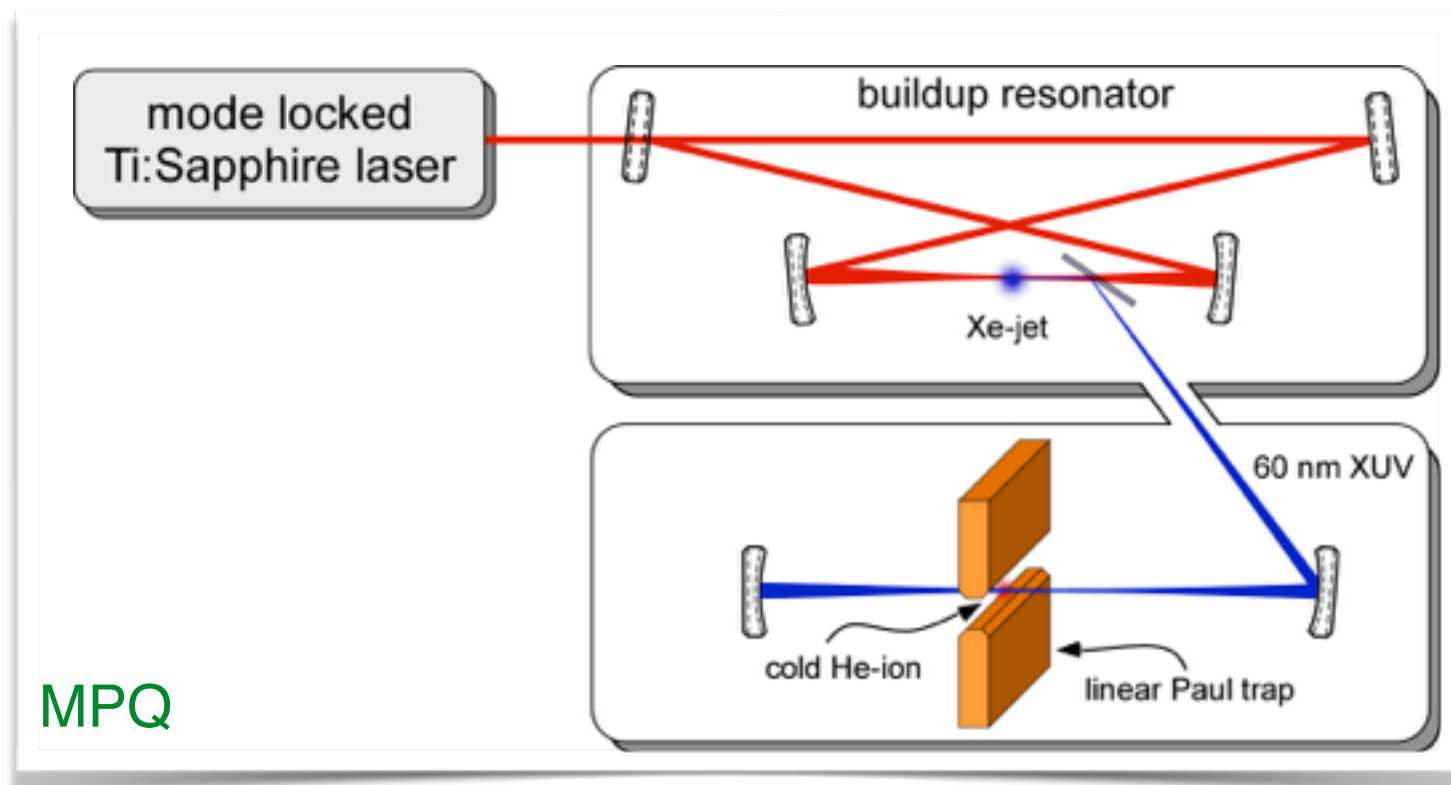 mode locked
Ti:Sapphire laser
buildup resonator
Xe-jet
60 nm XUV
cold He-ion
linear Paul trap
MPQ